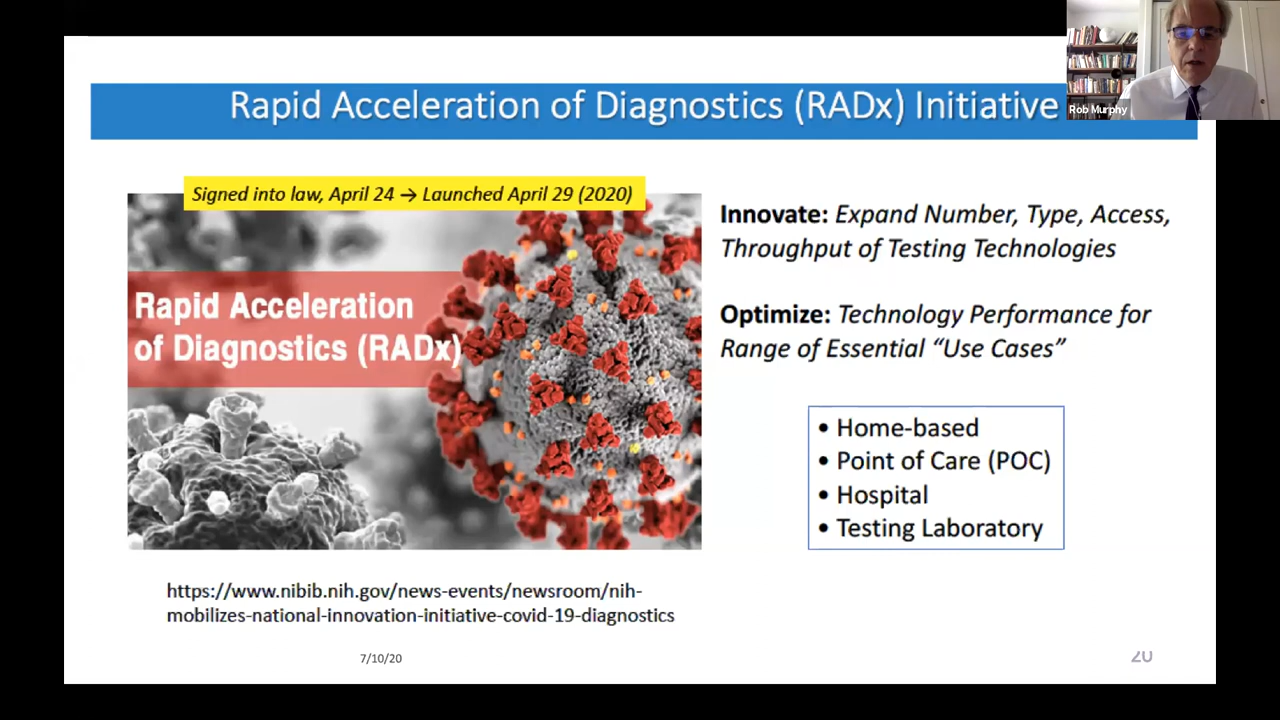 Rapid Acceleration of Diagnostics (RADx) Initiative
Rob Murphy
Signed into law, April 24 → Launched April 29 (2020)
Rapid Acceleration
of Diagnostics (RADx)
Innovate: Expand Number, Type, Access,
Throughput of Testing Technologies
Optimize: Technology Performance for
Range of Essential “Use Cases”
• Home-based
• Point of Care (POC)
• Hospital
• Testing Laboratory
https://www.nibib.nih.gov/news-events/newsroom/nih-
mobilizes-national-innovation-initiative-covid-19-diagnostics
7/10/20
20